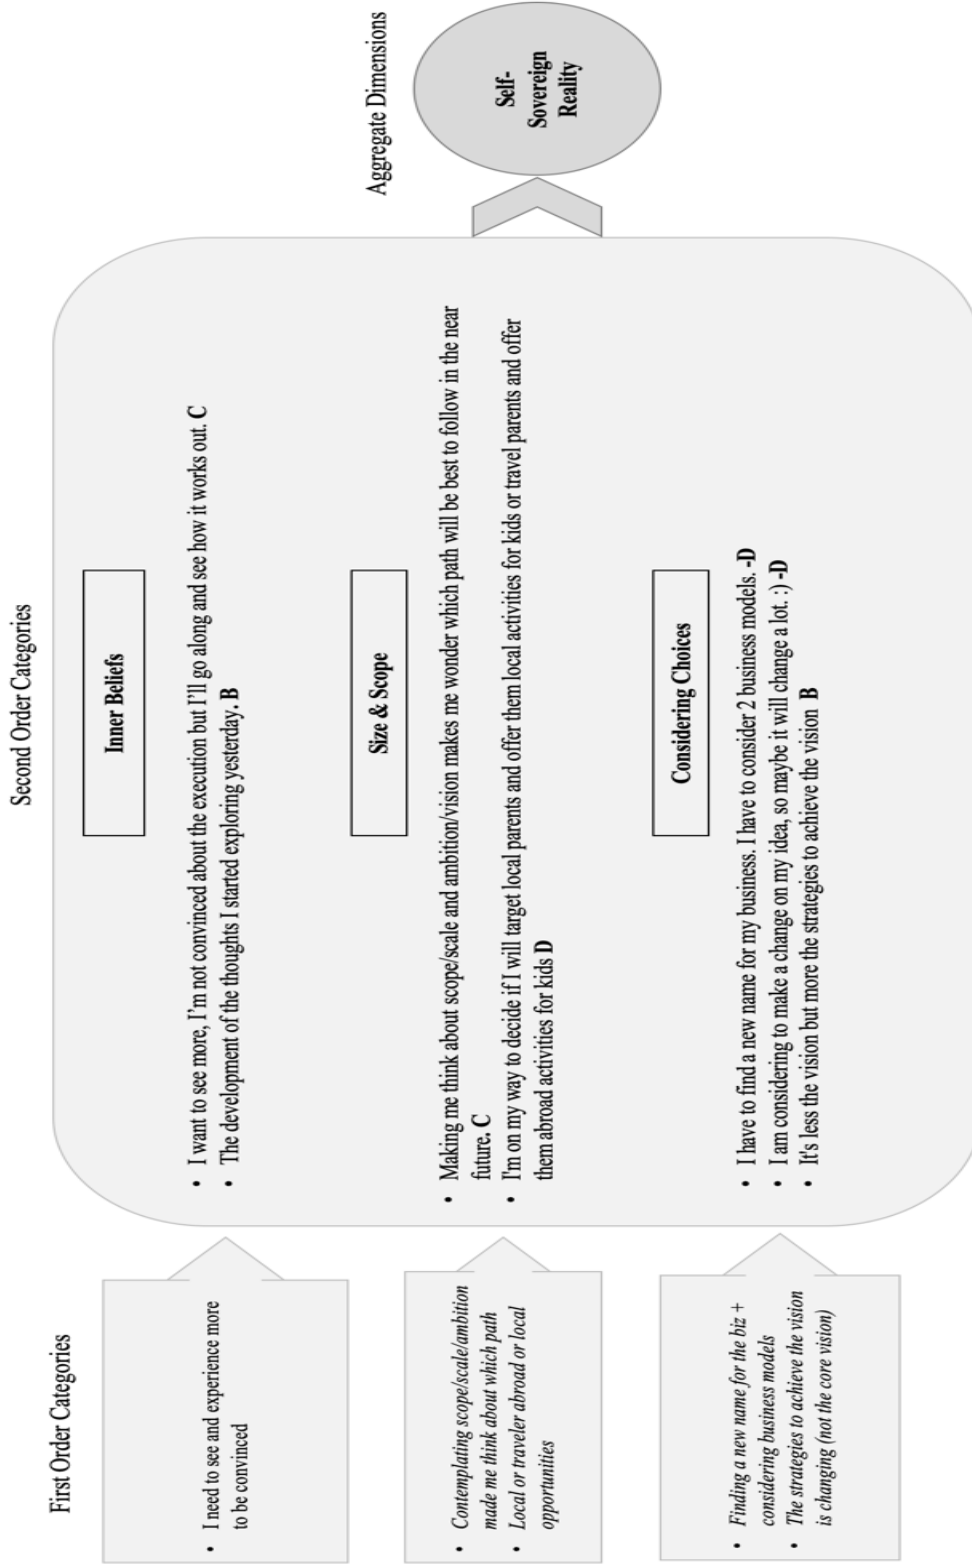 First Order Categories
• I need to see and experience more
to be convinced
• Contemplating scope/scale/ambition
made me think about which path
• Local or traveler abroad or local
opportunities
• Finding a new name for the biz +
considering business models
• The strategies to achieve the vision
is changing (not the core vision)
Second Order Categories
Inner Beliefs
• I want to see more, I'm not convinced about the execution but I'll go along and see how it works out. C
• The development of the thoughts I started exploring yesterday. B
Size & Scope
• Making me think about scope/scale and ambition/vision makes me wonder which path will be best to follow in the near
future. C
• I'm on my way to decide if I will target local parents and offer them local activities for kids or travel parents and offer
them abroad activities for kids D
Considering Choices
• I have to find a new name for my business. I have to consider 2 business models. -D
• I am considering to make a change on my idea, so maybe it will change a lot. :) -D
• It's less the vision but more the strategies to achieve the vision B
Aggregate Dimensions
Self-
Sovereign
Reality